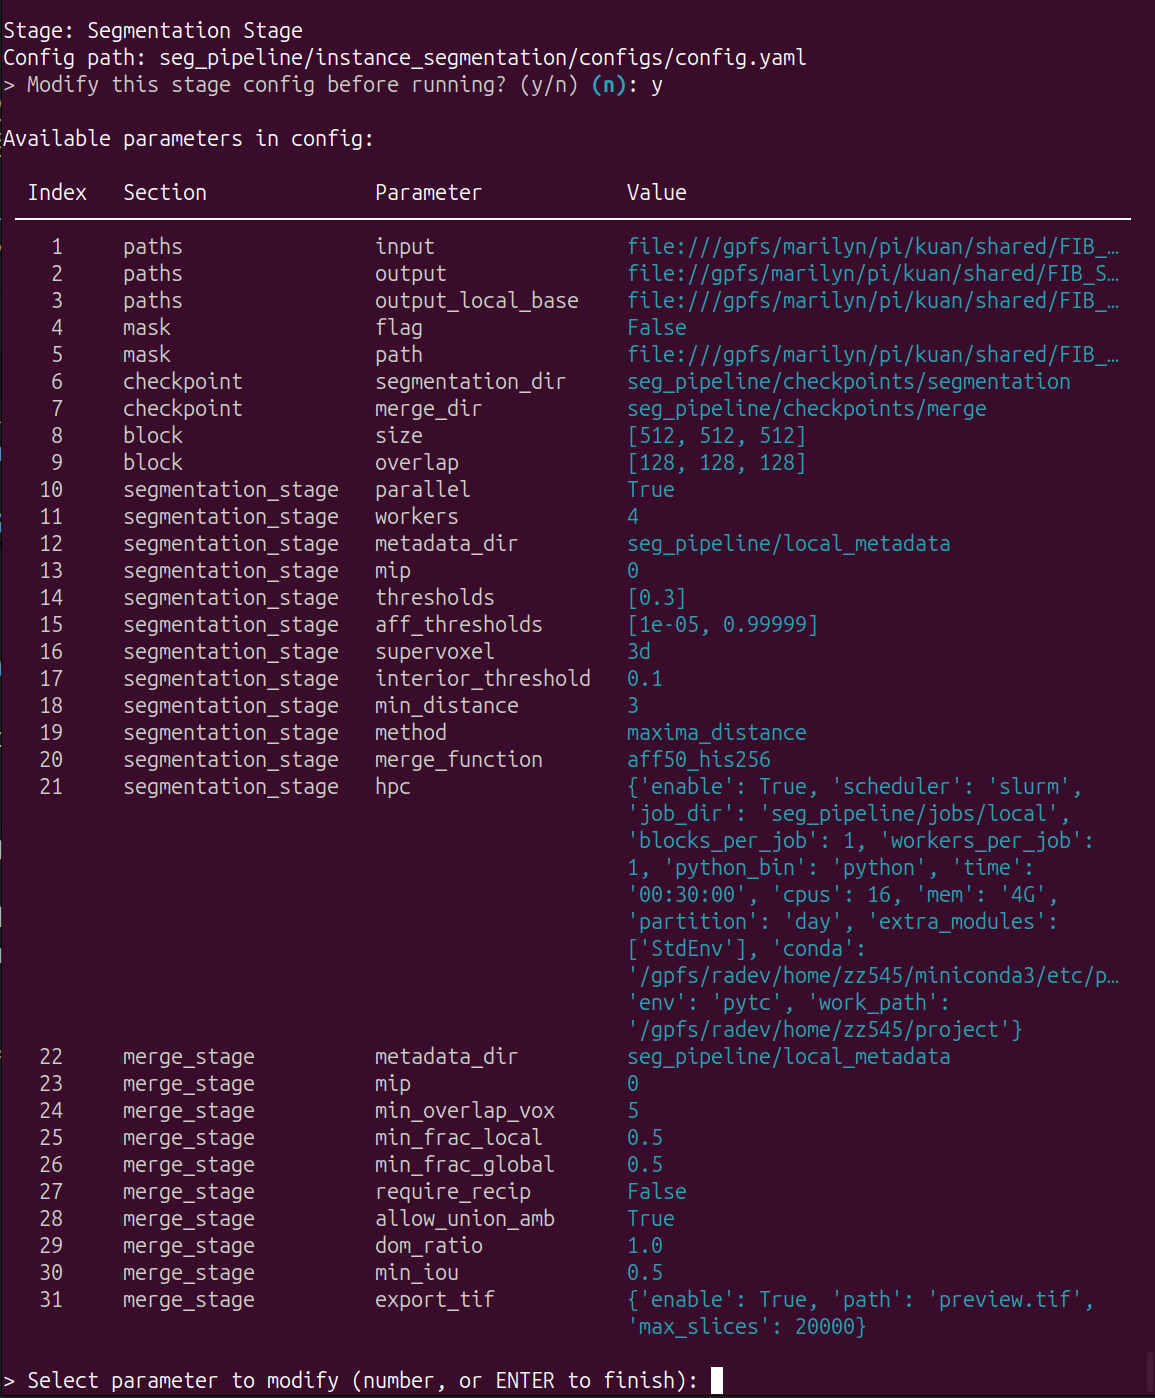 Stage: Segmentation Stage
Config path: seg_pipeline/instance_segmentation/configs/config.yaml
> Modify this stage config before running? (y/n) (n): y
Available parameters in config:
Index Section Parameter Value
1 paths input file:///gpfs/marilyn/pi/kuan/shared/FIB_…
2 paths output file://gpfs/marilyn/pi/kuan/shared/FIB_S…
3 paths output_local_base file:///gpfs/marilyn/pi/kuan/shared/FIB_…
4 mask flag False
5 mask path file:///gpfs/marilyn/pi/kuan/shared/FIB_…
6 checkpoint segmentation_dir seg_pipeline/checkpoints/segmentation
7 checkpoint merge_dir seg_pipeline/checkpoints/merge
8 block size [512, 512, 512]
9 block overlap [128, 128, 128]
10 segmentation_stage parallel True
11 segmentation_stage workers 4
12 segmentation_stage metadata_dir seg_pipeline/local_metadata
13 segmentation_stage mip 0
14 segmentation_stage thresholds [0.3]
15 segmentation_stage aff_thresholds [1e-05, 0.99999]
16 segmentation_stage supervoxel 3d
17 segmentation_stage interior_threshold 0.1
18 segmentation_stage min_distance 3
19 segmentation_stage method maxima_distance
20 segmentation_stage merge_function aff50_his256
21 segmentation_stage hpc {'enable': True, 'scheduler': 'slurm',
'job_dir': 'seg_pipeline/jobs/local',
'blocks_per_job': 1, 'workers_per_job':
1, 'python_bin': 'python', 'time':
'00:30:00', 'cpus': 16, 'mem': '4G',
'partition': 'day', 'extra_modules':
['StdEnv'], 'conda':
'/gpfs/radev/home/zz545/miniconda3/etc/p…
'env': 'pytc', 'work_path':
'/gpfs/radev/home/zz545/project'}
22 merge_stage metadata_dir seg_pipeline/local_metadata
23 merge_stage mip 0
24 merge_stage min_overlap_vox 5
25 merge_stage min_frac_local 0.5
26 merge_stage min_frac_global 0.5
27 merge_stage require_recip False
28 merge_stage allow_union_amb True
29 merge_stage dom_ratio 1.0
30 merge_stage min_iou 0.5
31 merge_stage export_tif {'enable': True, 'path': 'preview.tif',
'max_slices': 20000}
> Select parameter to modify (number, or ENTER to finish):